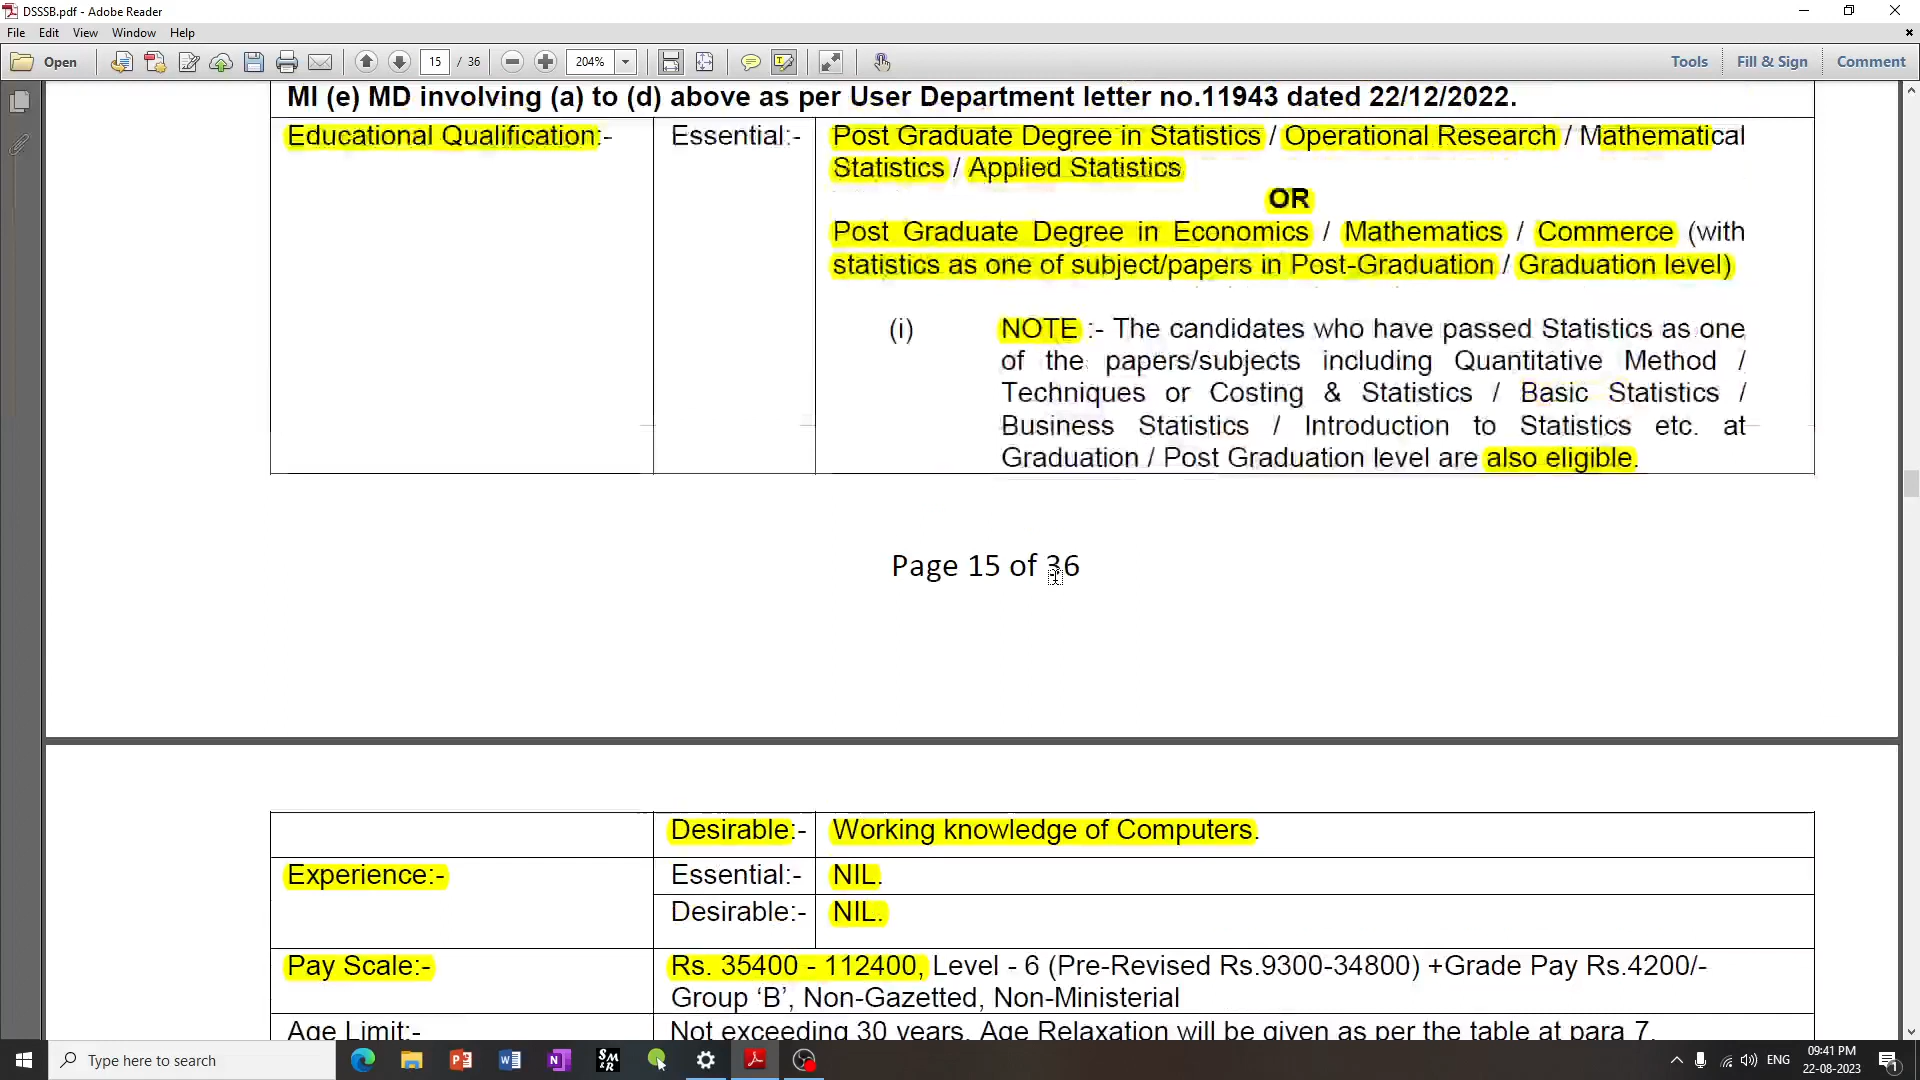 DSSSB.pdf - Adobe Reader
File Edit View Window Help
Open 15 / 36 204% Tools Fill & Sign Comment
MI (e) MD involving (a) to (d) above as per User Department letter no.11943 dated 22/12/2022.
Educational Qualification:- Essential:- Post Graduate Degree in Statistics / Operational Research / Mathematical
Statistics / Applied Statistics
OR
Post Graduate Degree in Economics / Mathematics / Commerce (with
statistics as one of subject/papers in Post-Graduation / Graduation level)
(i) NOTE :- The candidates who have passed Statistics as one
of the papers/subjects including Quantitative Method /
Techniques or Costing & Statistics / Basic Statistics /
Business Statistics / Introduction to Statistics etc. at
Graduation / Post Graduation level are also eligible.
Page 15 of 36
Desirable:- Working knowledge of Computers.
Experience:- Essential:- NIL.
Desirable:- NIL.
Pay Scale:- Rs. 35400 - 112400, Level - 6 (Pre-Revised Rs.9300-34800) +Grade Pay Rs.4200/-
Group ‘B’, Non-Gazetted, Non-Ministerial
Age Limit:- Not exceeding 30 years. Age Relaxation will be given as per the table at para 7.
Type here to search
SM&R
ENG
09:41 PM
22-08-2023
1